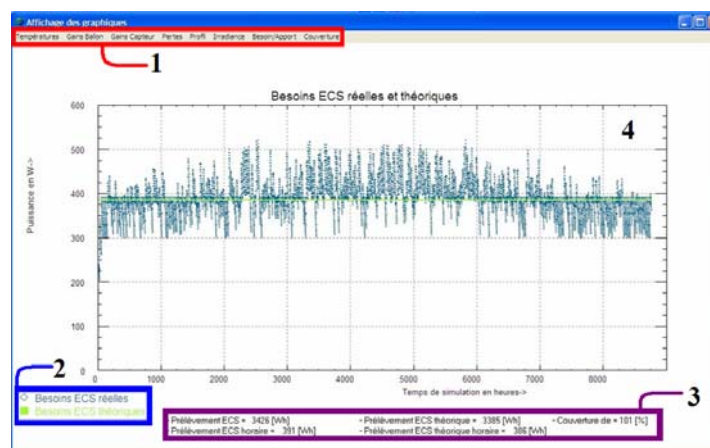 Affichage des graphiques
Températures Gains Ballon Gains Capteur Pertes Profil Irradiance Besoin/Apport Couverture
1
Besoins ECS réelles et théoriques
4
Puissance en W->
600
500
400
300
200
100
0
0 1000 2000 3000 4000 5000 6000 7000 8000
Temps de simulation en heures->
2
Besoins ECS réelles
Besoins ECS théoriques
3
Prélèvement ECS = 3426 [Wh] - Prélèvement ECS théorique = 3385 [Wh] - Couverture de = 101 [%]
Prélèvement ECS horaire = 391 [Wh] - Prélèvement ECS théorique horaire = 386 [Wh]